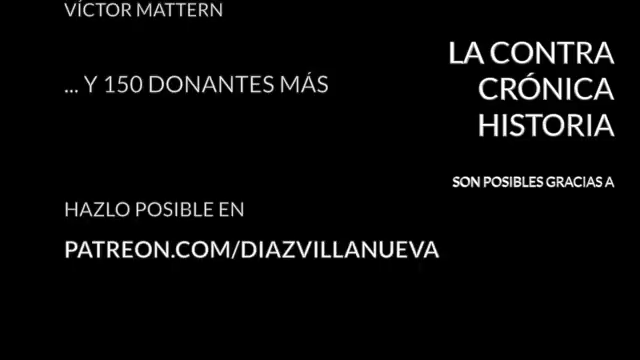 VÍCTOR MATTERN
... Y 150 DONANTES MÁS
HAZLO POSIBLE EN
PATREON.COM/DIAZVILLANUEVA
LA CONTRA
CRÓNICA
HISTORIA
SON POSIBLES GRACIAS A